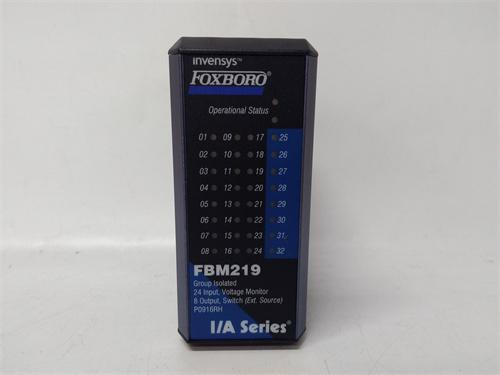 invensys™
FOXBORO®
Operational Status
01 09 17 25
02 10 18 26
03 11 19 27
04 12 20 28
05 13 21 29
06 14 22 30
07 15 23 31
08 16 24 32
FBM219
Group Isolated
24 Input, Voltage Monitor
8 Output, Switch (Ext. Source)
P0916RH
I/A Series®